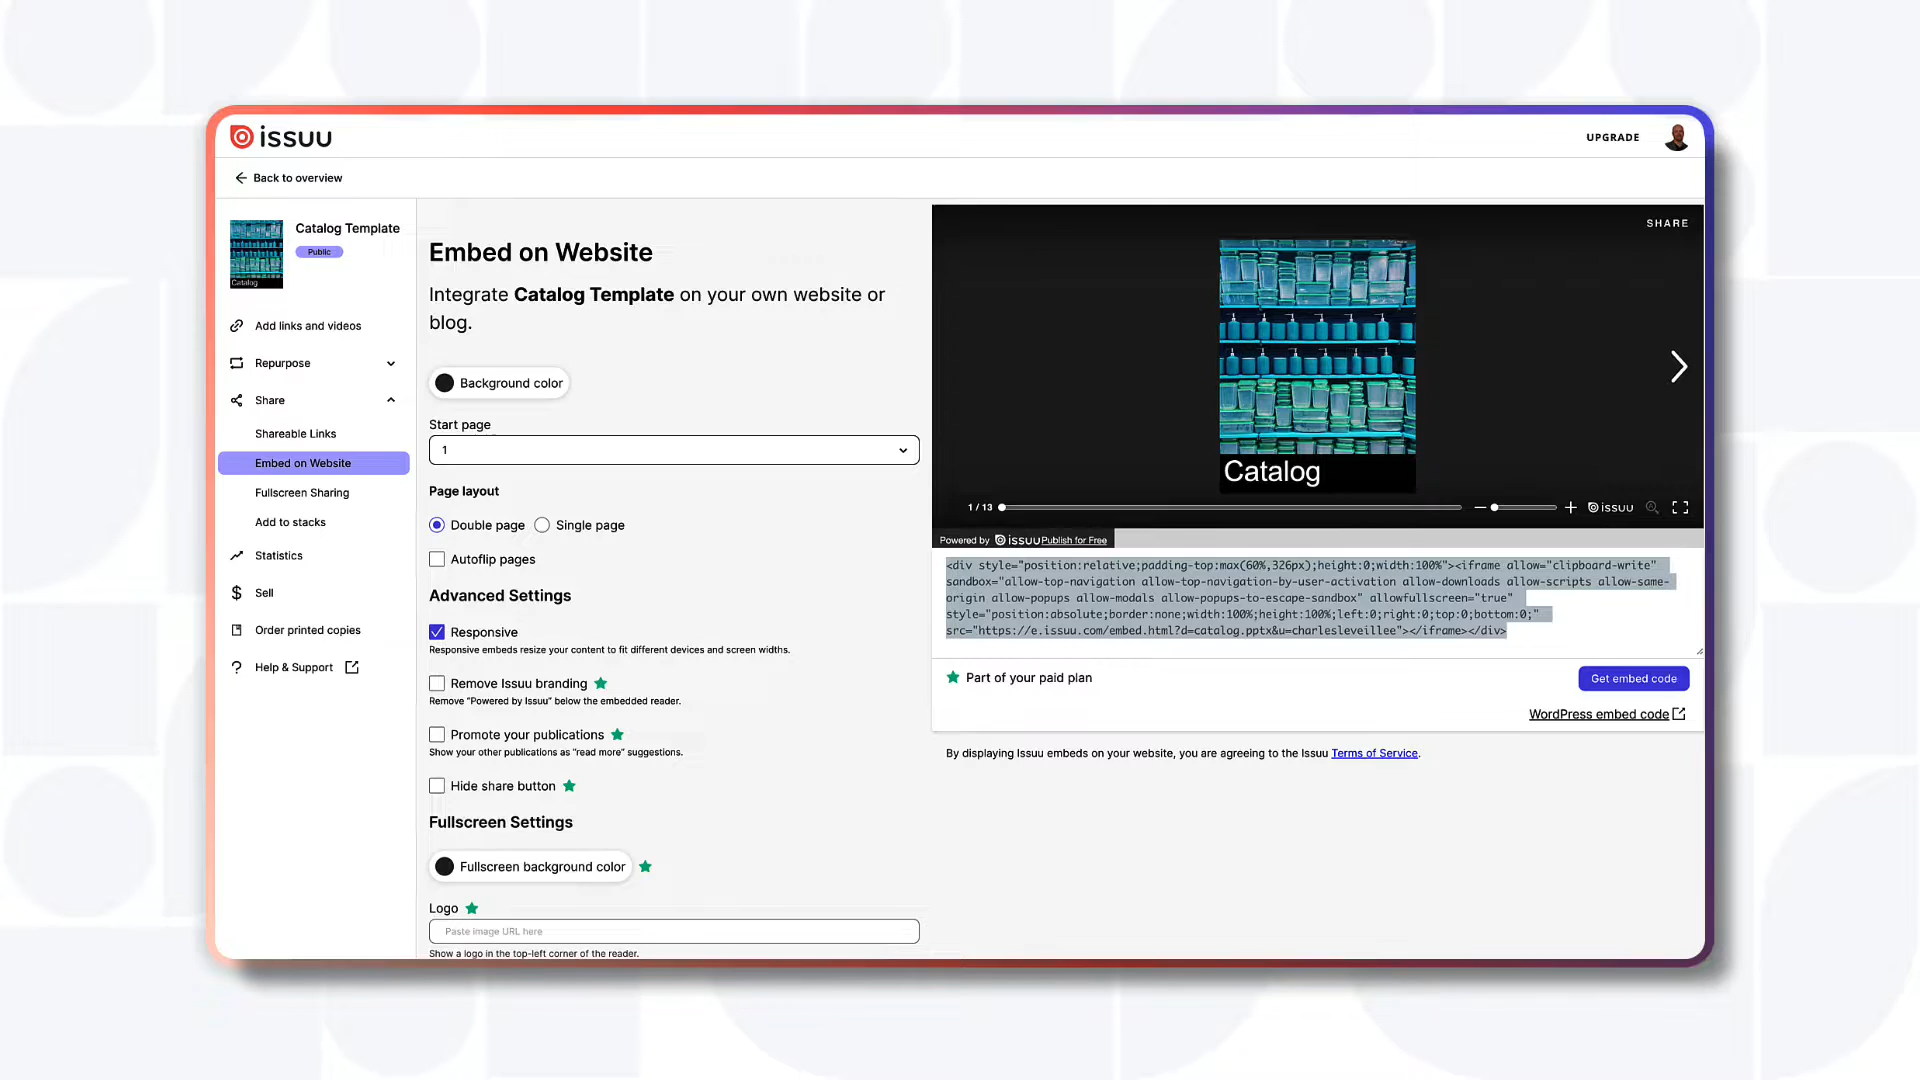 issuu
UPGRADE
Back to overview
Catalog Template
Public
Catalog
Add links and videos
Repurpose
Share
Shareable Links
Embed on Website
Fullscreen Sharing
Add to stacks
Statistics
Sell
Order printed copies
Help & Support
Embed on Website
Integrate Catalog Template on your own website or
blog.
Background color
Start page
1
Page layout
Double page
Single page
Autoflip pages
Advanced Settings
Responsive
Responsive embeds resize your content to fit different devices and screen widths.
Remove Issuu branding
Remove “Powered by Issuu” below the embedded reader.
Promote your publications
Show your other publications as “read more” suggestions.
Hide share button
Fullscreen Settings
Fullscreen background color
Logo
Paste image URL here
Show a logo in the top-left corner of the reader.
SHARE
Catalog
1 / 13
issuu
Powered by issuu Publish for Free
<div style="position:relative;padding-top:max(60%,326px);height:0;width:100%"><iframe allow="clipboard-write"
sandbox="allow-top-navigation allow-top-navigation-by-user-activation allow-downloads allow-scripts allow-same-
origin allow-popups allow-modals allow-popups-to-escape-sandbox" allowfullscreen="true"
style="position:absolute;border:none;width:100%;height:100%;left:0;right:0;top:0;bottom:0;"
src="https://e.issuu.com/embed.html?d=catalog.pptx&u=charlesleveillee"></iframe></div>
Part of your paid plan
Get embed code
WordPress embed code
By displaying Issuu embeds on your website, you are agreeing to the Issuu Terms of Service.